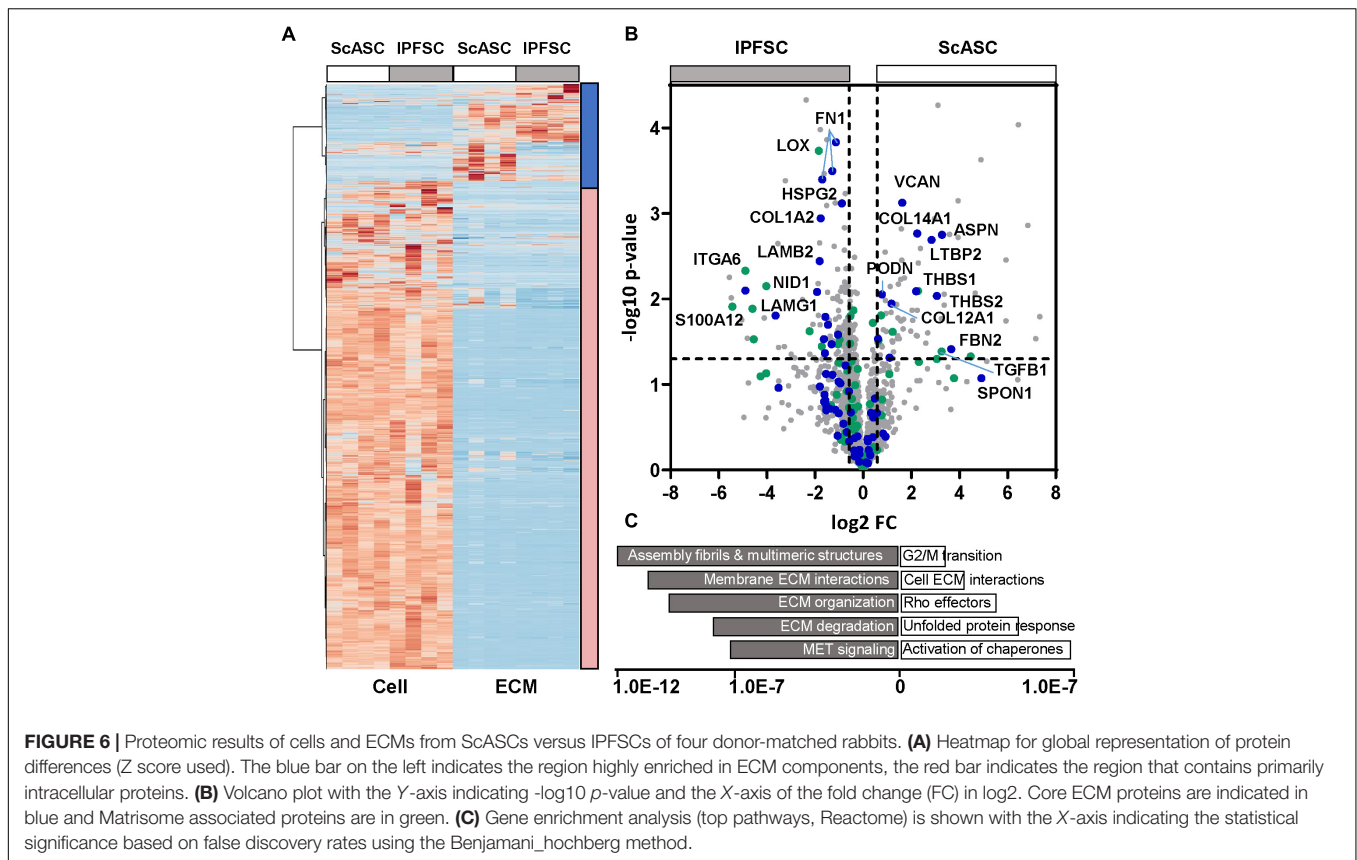 A
ScASC IPFSC ScASC IPFSC
Cell ECM
B
IPFSC ScASC
FN1
LOX
HSPG2
VCAN
COL1A2
COL14A1
ASPN
LAMB2
LTBP2
ITGA6
PODN
NID1
THBS1
LAMG1
THBS2
S100A12
COL12A1
FBN2
TGFB1
SPON1
-log10 p-value
4
3
2
1
0
-8 -6 -4 -2 0 2 4 6 8
log2 FC
C
Assembly fibrils & multimeric structures G2/M transition
Membrane ECM interactions Cell ECM interactions
ECM organization Rho effectors
ECM degradation Unfolded protein response
MET signaling Activation of chaperones
1.0E-12 1.0E-7 0 1.0E-7
FIGURE 6 | Proteomic results of cells and ECMs from ScASCs versus IPFSCs of four donor-matched rabbits. (A) Heatmap for global representation of protein
differences (Z score used). The blue bar on the left indicates the region highly enriched in ECM components, the red bar indicates the region that contains primarily
intracellular proteins. (B) Volcano plot with the Y-axis indicating -log10 p-value and the X-axis of the fold change (FC) in log2. Core ECM proteins are indicated in
blue and Matrisome associated proteins are in green. (C) Gene enrichment analysis (top pathways, Reactome) is shown with the X-axis indicating the statistical
significance based on false discovery rates using the Benjamani_hochberg method.